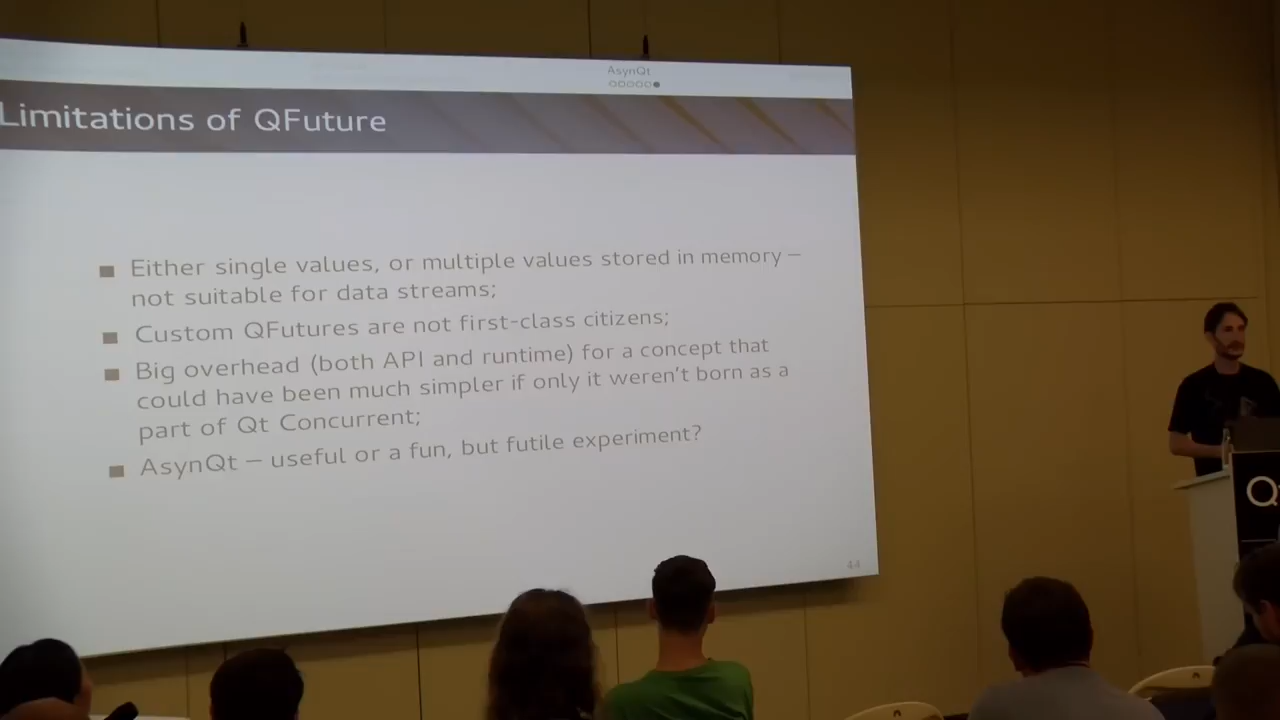 AsynQt
Limitations of QFuture
Either single values, or multiple values stored in memory –
not suitable for data streams;
Custom QFutures are not first-class citizens;
Big overhead (both API and runtime) for a concept that
could have been much simpler if only it weren't born as a
part of Qt Concurrent;
AsynQt – useful or a fun, but futile experiment?
44